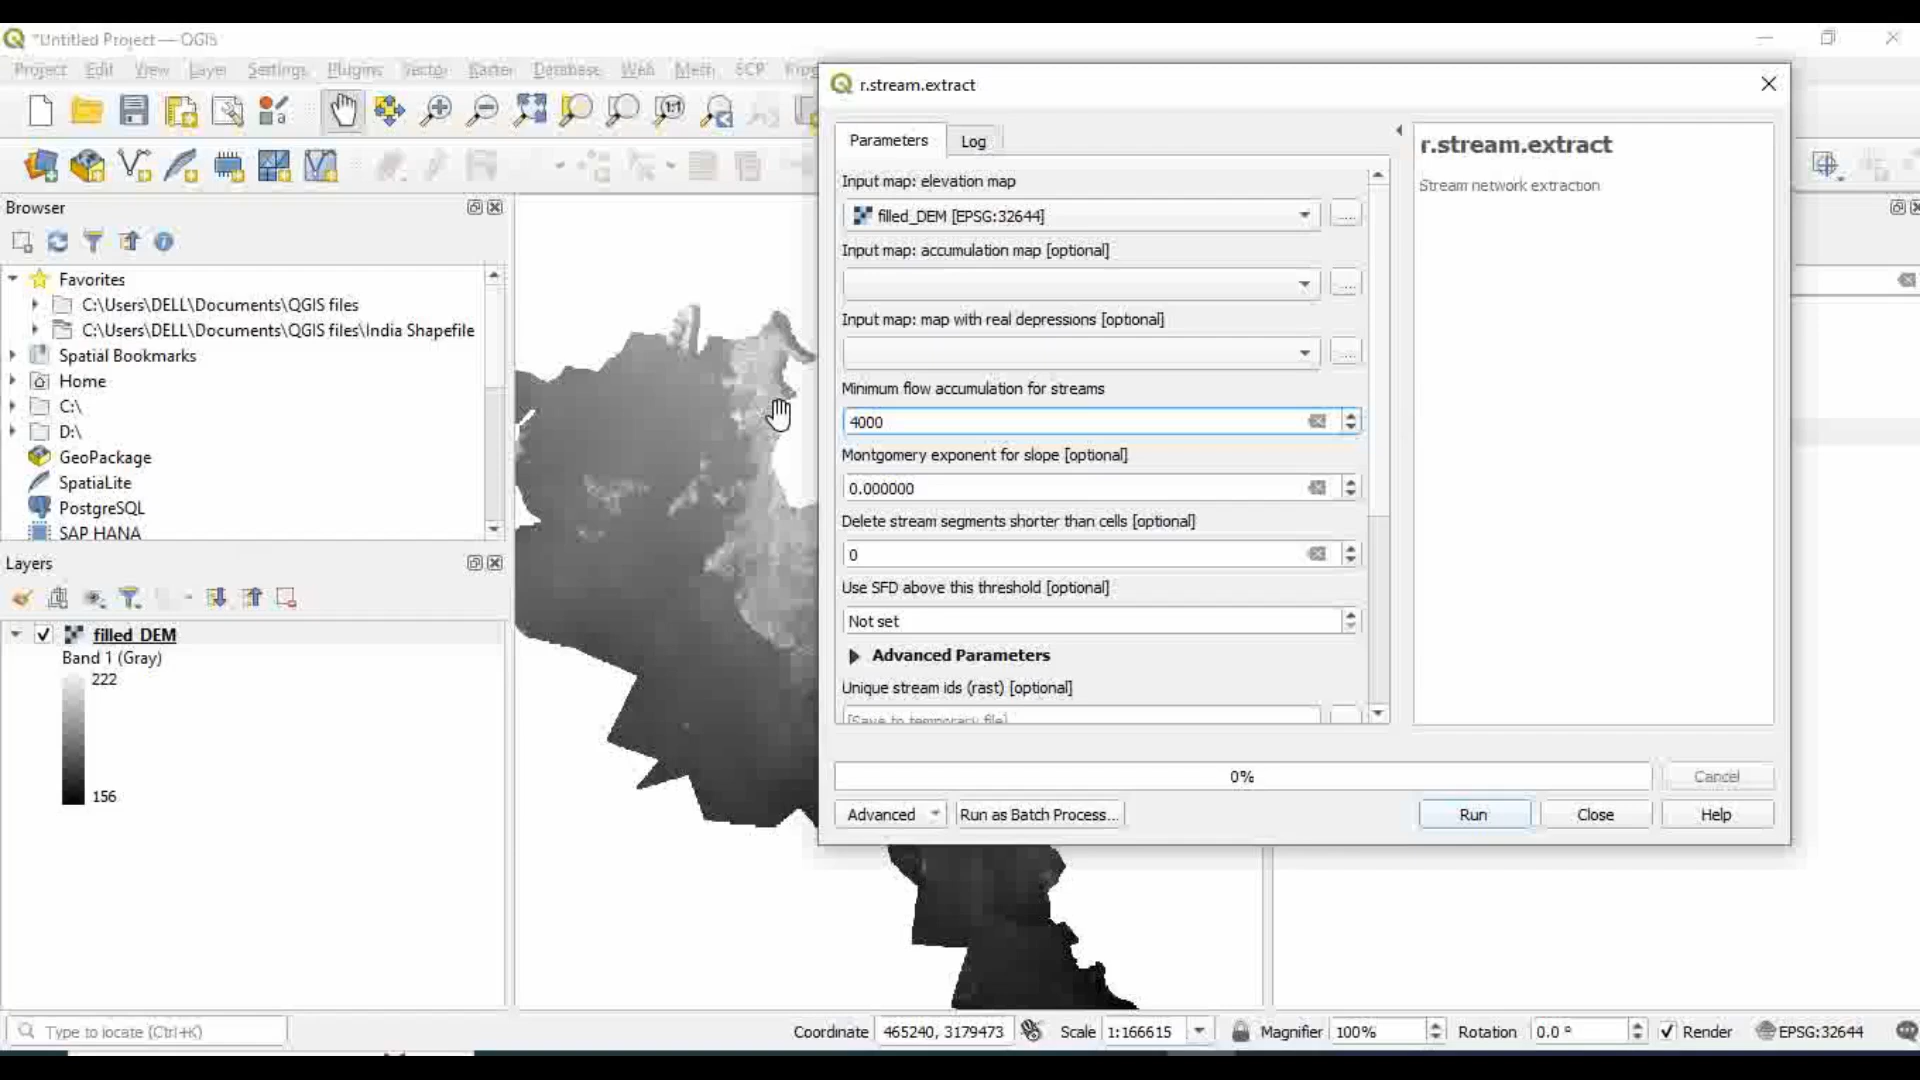 *Untitled Project — QGIS
Project Edit View Layer Settings Plugins Vector Raster Database Web Mesh SCP
r.stream.extract
Parameters Log
Input map: elevation map
filled_DEM [EPSG:32644]
Input map: accumulation map [optional]
Input map: map with real depressions [optional]
Minimum flow accumulation for streams
4000
Montgomery exponent for slope [optional]
0.000000
Delete stream segments shorter than cells [optional]
0
Use SFD above this threshold [optional]
Not set
Advanced Parameters
Unique stream ids (rast) [optional]
[Save to temporary file]
r.stream.extract
Stream network extraction
0%
Cancel
Advanced Run as Batch Process... Run Close Help
Browser
Favorites
C:\Users\DELL\Documents\QGIS files
C:\Users\DELL\Documents\QGIS files\India Shapefile
Spatial Bookmarks
Home
C:\
D:\
GeoPackage
SpatiaLite
PostgreSQL
SAP HANA
Layers
filled_DEM
Band 1 (Gray)
222
156
Type to locate (Ctrl+K) Coordinate 465240, 3179473 Scale 1:166615 Magnifier 100% Rotation 0.0 ° Render EPSG:32644